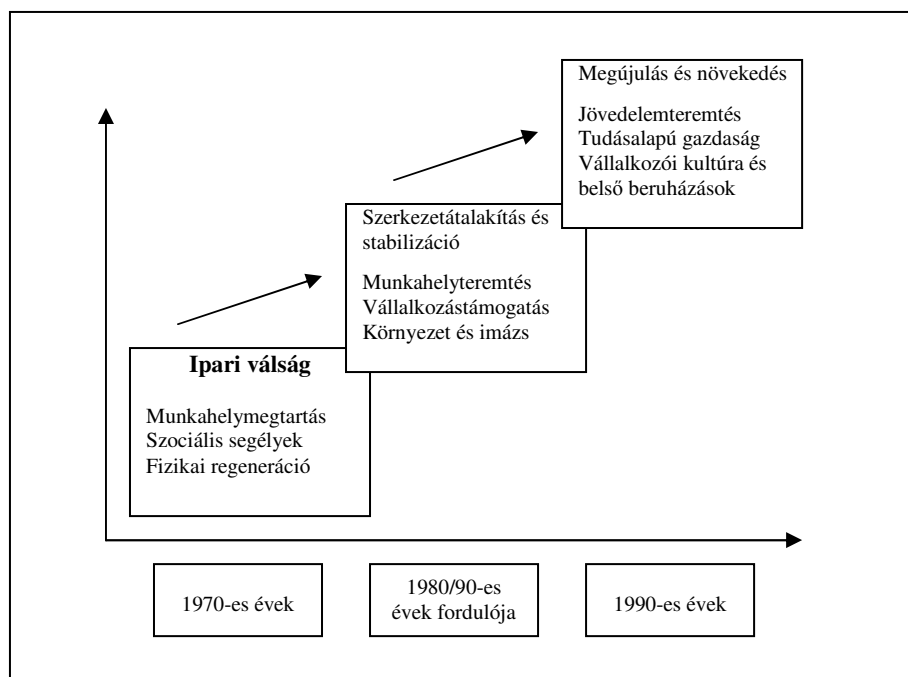 Megújulás és növekedés
Jövedelemteremtés
Tudásalapú gazdaság
Vállalkozói kultúra és
belső beruházások
Szerkezetátalakítás és
stabilizáció
Munkahelyteremtés
Vállalkozástámogatás
Környezet és imázs
Ipari válság
Munkahelymegtartás
Szociális segélyek
Fizikai regeneráció
1970-es évek
1980/90-es
évek fordulója
1990-es évek